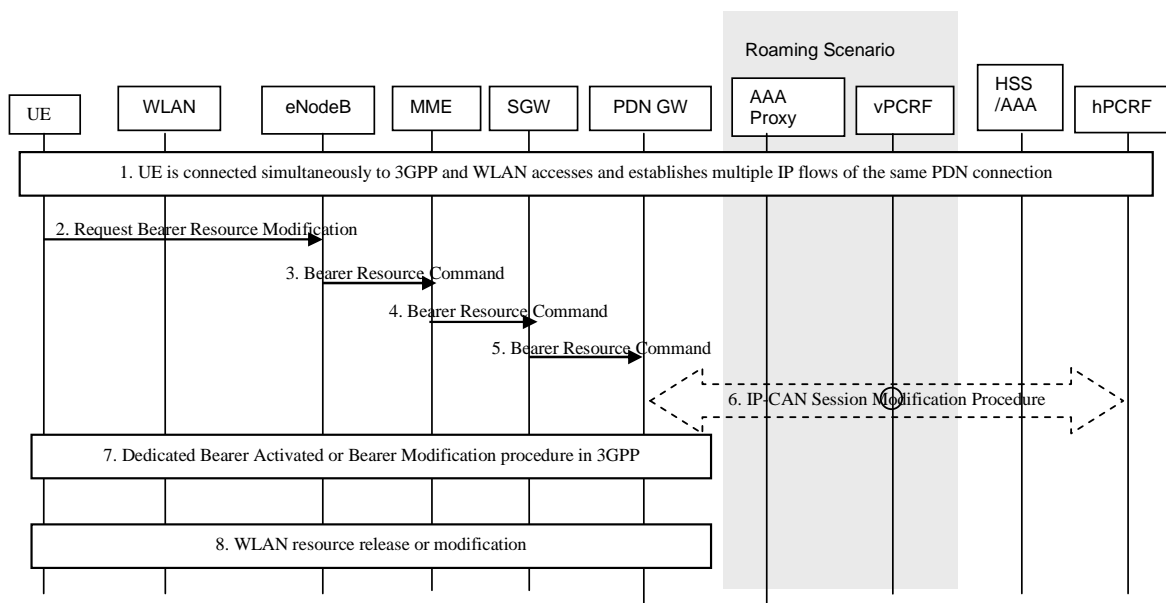 Roaming Scenario
UE
WLAN
eNodeB
MME
SGW
PDN GW
AAA
Proxy
vPCRF
HSS
/AAA
hPCRF
1. UE is connected simultaneously to 3GPP and WLAN accesses and establishes multiple IP flows of the same PDN connection
2. Request Bearer Resource Modification
3. Bearer Resource Command
4. Bearer Resource Command
5. Bearer Resource Command
6. IP-CAN Session Modification Procedure
7. Dedicated Bearer Activated or Bearer Modification procedure in 3GPP
8. WLAN resource release or modification